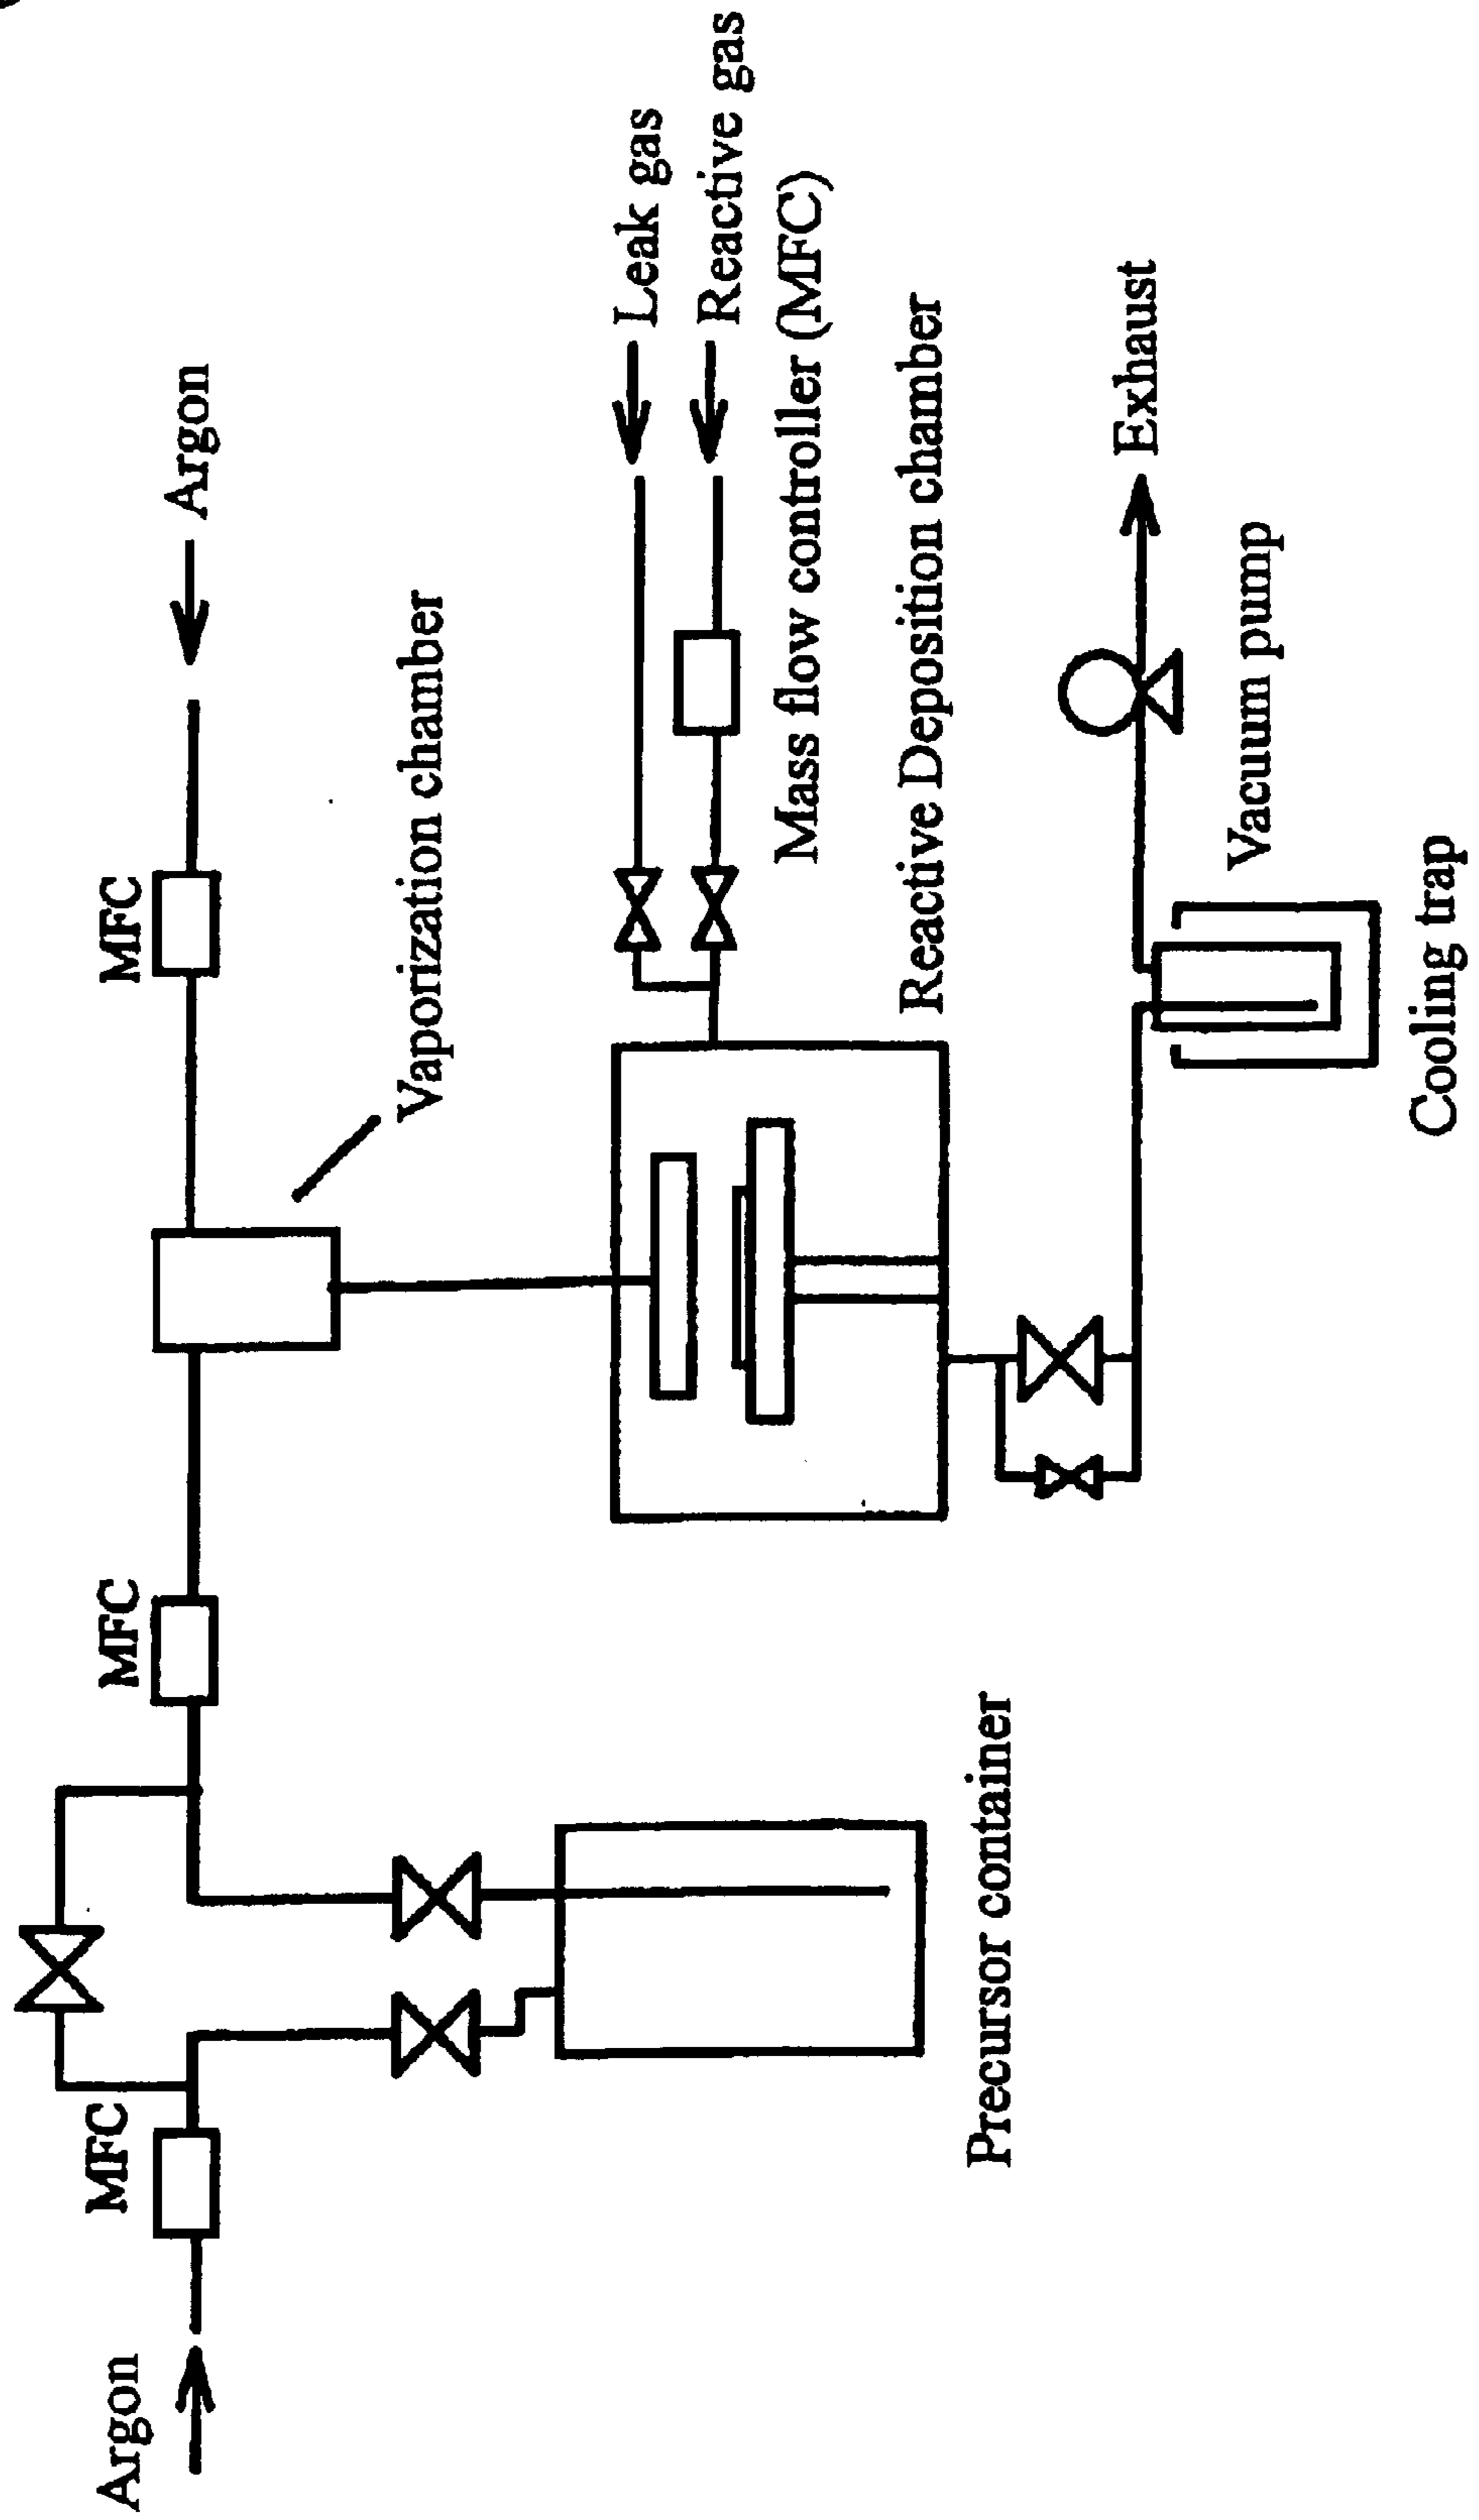 Argon
MFC
MFC
MFC
Argon
Vaporization chamber
Leak gas
Reactive gas
Mass flow controller (MFC)
Reactive Deposition chamber
Precursor container
Exhaust
Vacuum pump
Cooling trap